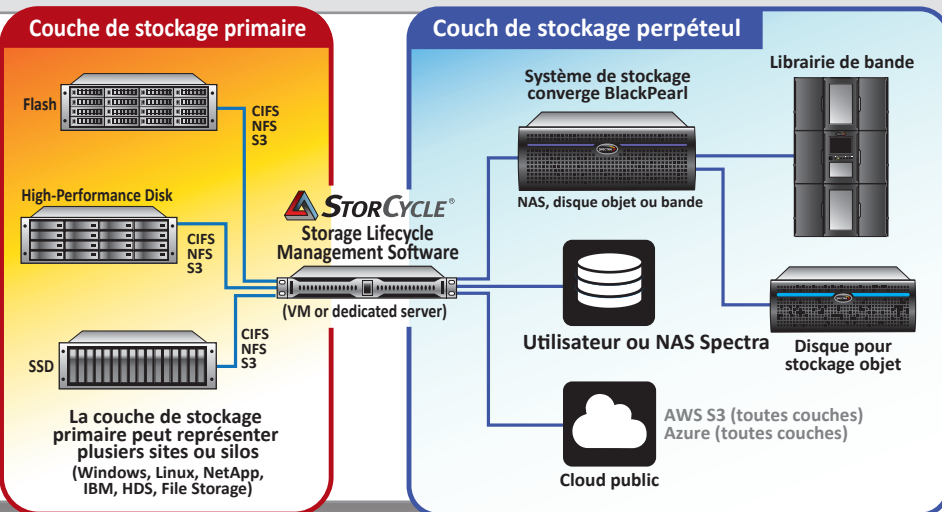 Couche de stockage primaire
Flash
CIFS
NFS
S3
High-Performance Disk
CIFS
NFS
S3
SSD
CIFS
NFS
S3
La couche de stockage
primaire peut représenter
plusiers sites ou silos
(Windows, Linux, NetApp,
IBM, HDS, File Storage)
STORCYCLE®
Storage Lifecycle
Management Software
(VM or dedicated server)
Couch de stockage perpéteul
Système de stockage
converge BlackPearl
NAS, disque objet ou bande
Librairie de bande
Utilisateur ou NAS Spectra
Disque pour
stockage objet
AWS S3 (toutes couches)
Azure (toutes couches)
Cloud public